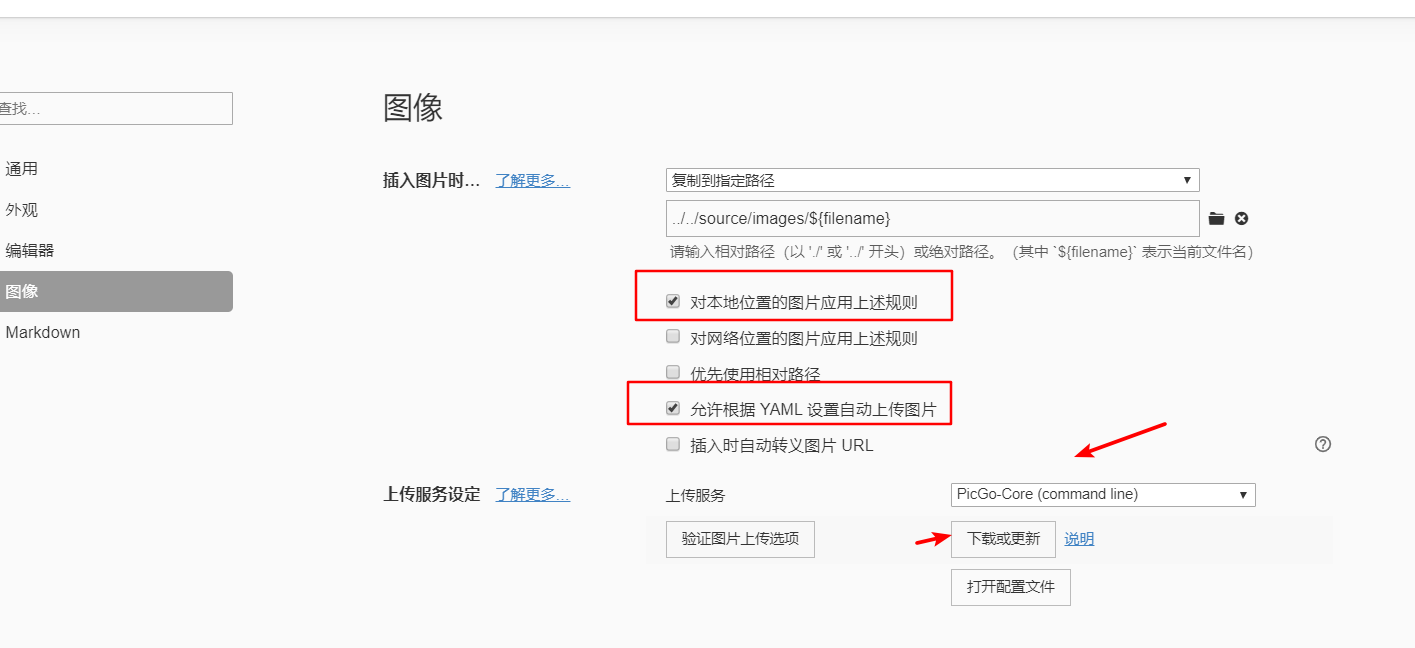 查找...
通用
外观
编辑器
图像
Markdown
图像
插入图片时... 了解更多...
复制到指定路径
../../source/images/${filename}
请输入相对路径（以 './' 或 '../' 开头）或绝对路径。（其中 `${filename}` 表示当前文件名）
对本地位置的图片应用上述规则
对网络位置的图片应用上述规则
优先使用相对路径
允许根据 YAML 设置自动上传图片
插入时自动转义图片 URL
上传服务设定 了解更多... 上传服务 PicGo-Core (command line)
验证图片上传选项 下载或更新 说明
打开配置文件